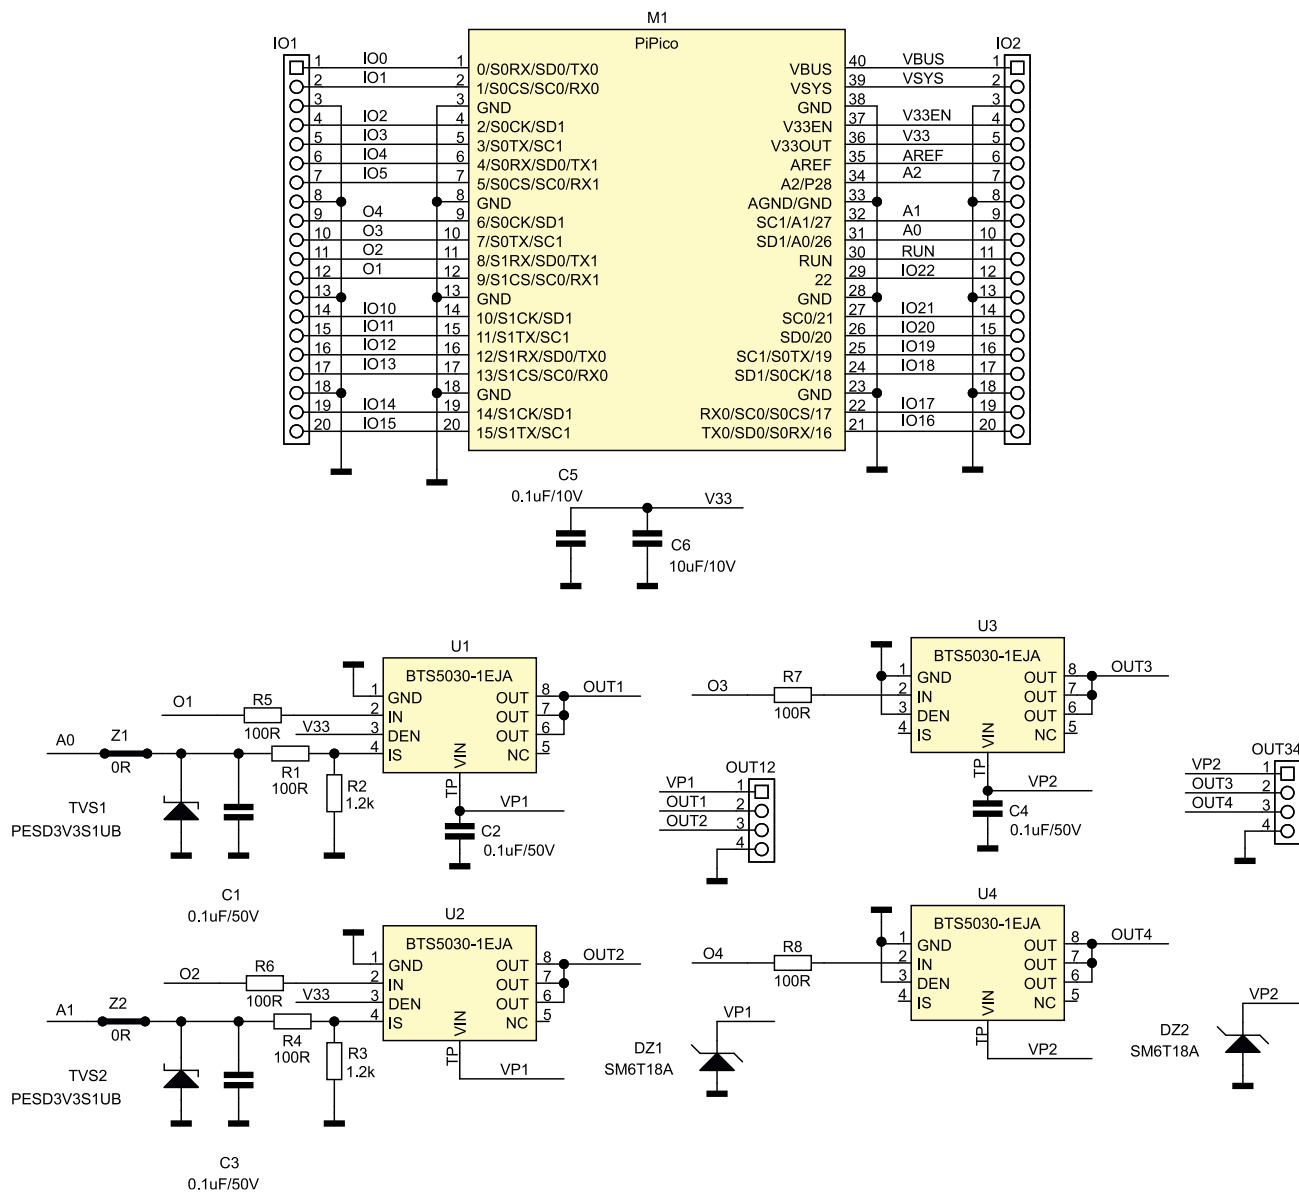 M1
PiPico
IO1
IO2
1 IO0 1 0/S0RX/SD0/TX0 VBUS 40 VBUS 1
2 IO1 2 1/S0CS/SC0/RX0 VSYS 39 VSYS 2
3 3 GND GND 38 3
4 IO2 4 2/S0CK/SD1 V33EN 37 V33EN 4
5 IO3 5 3/S0TX/SC1 V33OUT 36 V33 5
6 IO4 6 4/S0RX/SD0/TX1 AREF 35 AREF 6
7 IO5 7 5/S0CS/SC0/RX1 A2/P28 34 A2 7
8 8 GND AGND/GND 33 8
9 O4 9 6/S0CK/SD1 SC1/A1/27 32 A1 9
10 O3 10 7/S0TX/SC1 SD1/A0/26 31 A0 10
11 O2 11 8/S1RX/SD0/TX1 RUN 30 RUN 11
12 O1 12 9/S1CS/SC0/RX1 22 29 IO22 12
13 13 GND GND 28 13
14 IO10 14 10/S1CK/SD1 SC0/21 27 IO21 14
15 IO11 15 11/S1TX/SC1 SD0/20 26 IO20 15
16 IO12 16 12/S1RX/SD0/TX0 SC1/S0TX/19 25 IO19 16
17 IO13 17 13/S1CS/SC0/RX0 SD1/S0CK/18 24 IO18 17
18 18 GND GND 23 18
19 IO14 19 14/S1CK/SD1 RX0/SC0/S0CS/17 22 IO17 19
20 IO15 20 15/S1TX/SC1 TX0/SD0/S0RX/16 21 IO16 20
C5
0.1uF/10V
V33
C6
10uF/10V
U1
BTS5030-1EJA
1 GND OUT 8 OUT1
O1 R5 100R 2 IN OUT 7
V33 3 DEN OUT 6
A0 Z1 0R 4 IS NC 5
VIN
TP
R1
100R
R2
1.2k
TVS1
PESD3V3S1UB
VP1
C2
0.1uF/50V
C1
0.1uF/50V
OUT12
VP1 1
OUT1 2
OUT2 3
4
U3
BTS5030-1EJA
1 GND OUT 8 OUT3
O3 R7 100R 2 IN OUT 7
3 DEN OUT 6
4 IS NC 5
VIN
TP
VP2
C4
0.1uF/50V
OUT34
VP2 1
OUT3 2
OUT4 3
4
U2
BTS5030-1EJA
1 GND OUT 8 OUT2
O2 R6 100R 2 IN OUT 7
V33 3 DEN OUT 6
A1 Z2 0R 4 IS NC 5
VIN
TP
R4
100R
R3
1.2k
TVS2
PESD3V3S1UB
VP1
C3
0.1uF/50V
VP1
DZ1
SM6T18A
U4
BTS5030-1EJA
1 GND OUT 8 OUT4
O4 R8 100R 2 IN OUT 7
3 DEN OUT 6
4 IS NC 5
VIN
TP
VP2
VP2
DZ2
SM6T18A